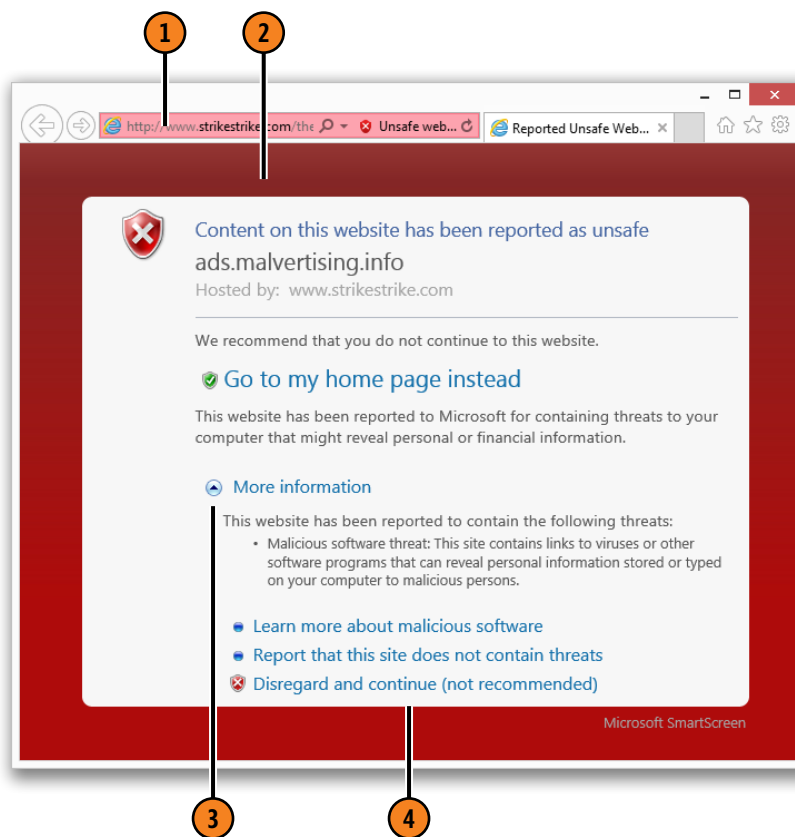 1 2
http://www.strikestrike.com/the Unsafe web... Reported Unsafe Web...
Content on this website has been reported as unsafe
ads.malvertising.info
Hosted by: www.strikestrike.com
We recommend that you do not continue to this website.
Go to my home page instead
This website has been reported to Microsoft for containing threats to your
computer that might reveal personal or financial information.
More information
This website has been reported to contain the following threats:
• Malicious software threat: This site contains links to viruses or other
software programs that can reveal personal information stored or typed
on your computer to malicious persons.
Learn more about malicious software
Report that this site does not contain threats
Disregard and continue (not recommended)
Microsoft SmartScreen
3 4